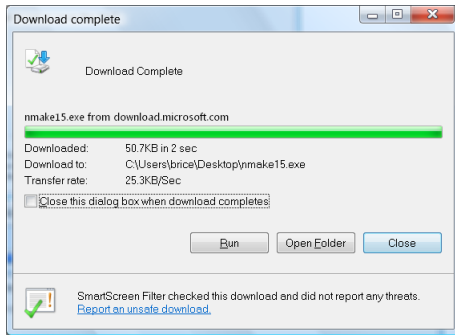 Download complete
Download Complete
nmake15.exe from download.microsoft.com
Downloaded: 50.7KB in 2 sec
Download to: C:\Users\brice\Desktop\nmake15.exe
Transfer rate: 25.3KB/Sec
Close this dialog box when download completes
Run Open Folder Close
SmartScreen Filter checked this download and did not report any threats.
Report an unsafe download.